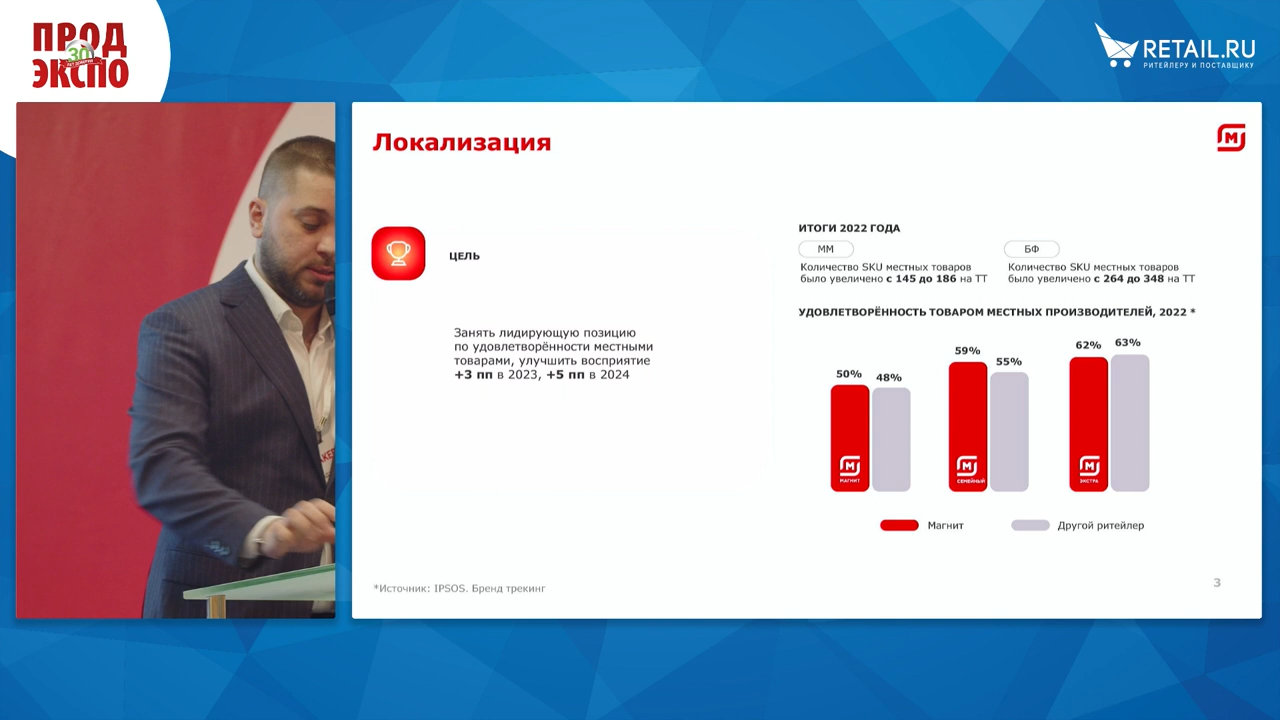 ПРОД
ЭКСПО
30
ЛЕТ ДОВЕРИЯ
RETAIL.RU
РИТЕЙЛЕРУ И ПОСТАВЩИКУ
Локализация
ЦЕЛЬ
Занять лидирующую позицию
по удовлетворённости местными
товарами, улучшить восприятие
+3 пп в 2023, +5 пп в 2024
ИТОГИ 2022 ГОДА
ММ
Количество SKU местных товаров
было увеличено с 145 до 186 на ТТ
БФ
Количество SKU местных товаров
было увеличено с 264 до 348 на ТТ
УДОВЛЕТВОРЁННОСТЬ ТОВАРОМ МЕСТНЫХ ПРОИЗВОДИТЕЛЕЙ, 2022 *
50% 48% 59% 55% 62% 63%
М МАГНИТ
М СЕМЕЙНЫЙ
М ЭКСТРА
Магнит
Другой ритейлер
*Источник: IPSOS. Бренд трекинг
3